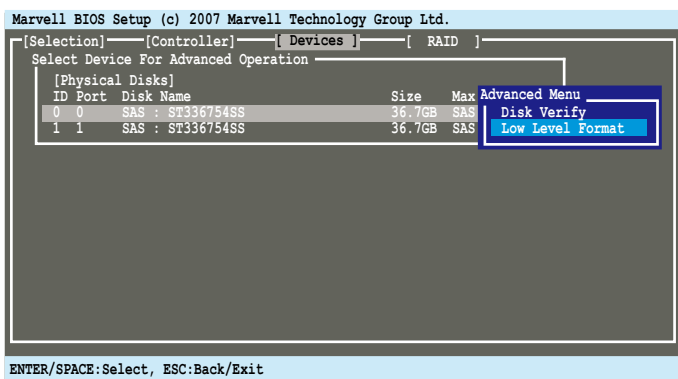 Marvell BIOS Setup (c) 2007 Marvell Technology Group Ltd.
[Selection] [Controller] [ Devices ] [ RAID ]
Select Device For Advanced Operation
[Physical Disks]
ID Port Disk Name Size Max
0 0 SAS : ST336754SS 36.7GB SAS
1 1 SAS : ST336754SS 36.7GB SAS
Advanced Menu
Disk Verify
Low Level Format
ENTER/SPACE:Select, ESC:Back/Exit